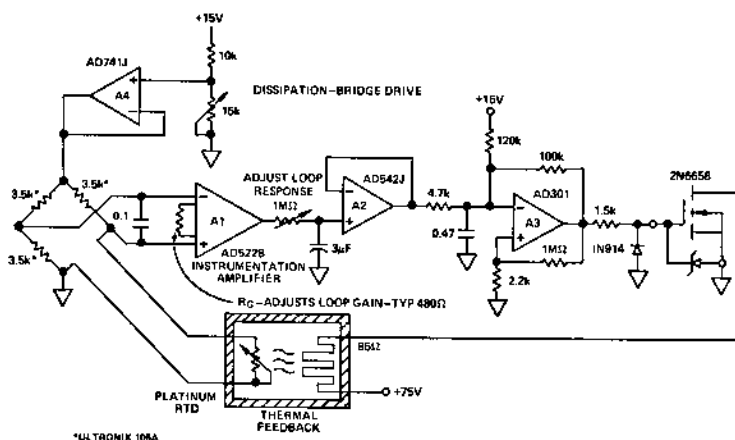 +15V
10k
AD741J
A4
+
−
15k
DISSIPATION–BRIDGE DRIVE
+15V
120k
100k
2N6658
3.5k*
3.5k*
3.5k*
0.1
−
+
A1
AD522B
INSTRUMENTATION
AMPLIFIER
ADJUST LOOP
RESPONSE
1MΩ
3µF
−
+
A2
AD542J
4.7k
0.47
−
+
AD301
A3
1MΩ
2.2k
1.5k
IN914
RG–ADJUSTS LOOP GAIN–TYP 480Ω
PLATINUM
RTD
THERMAL
FEEDBACK
+75V
*ULTRONIK 105A